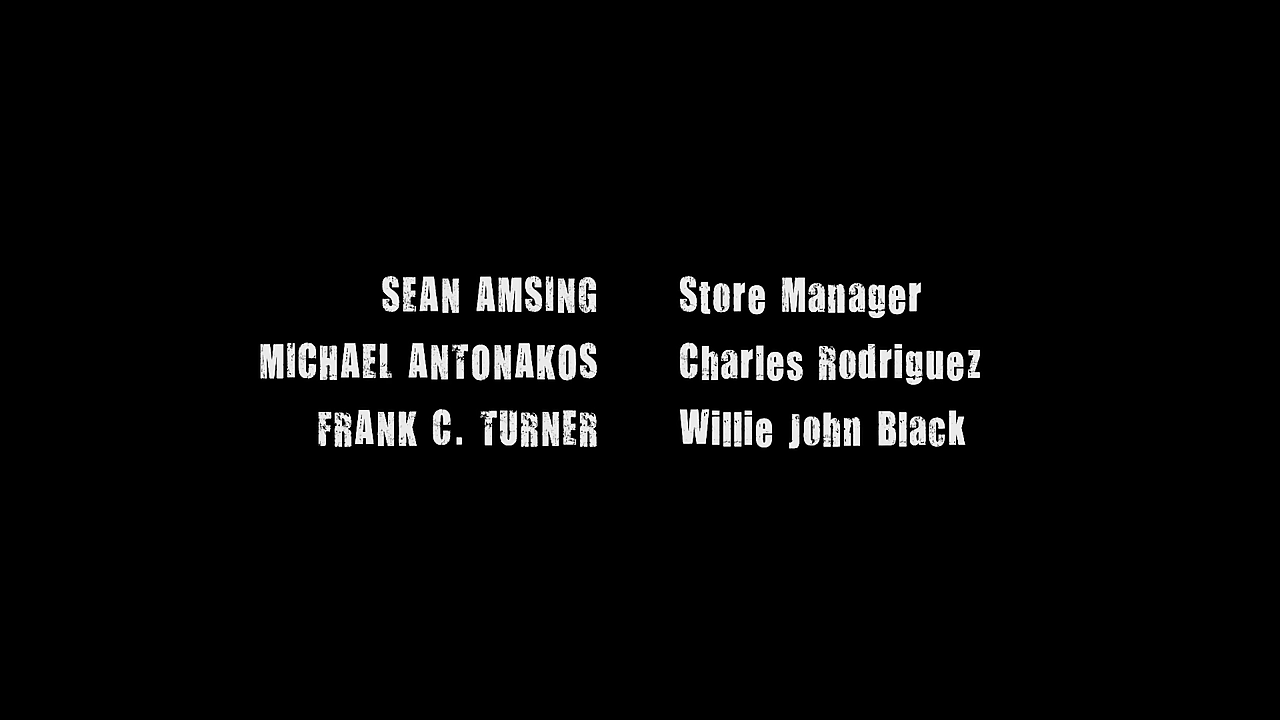 SEAN AMSING Store Manager
MICHAEL ANTONAKOS Charles Rodriguez
FRANK C. TURNER Willie John Black